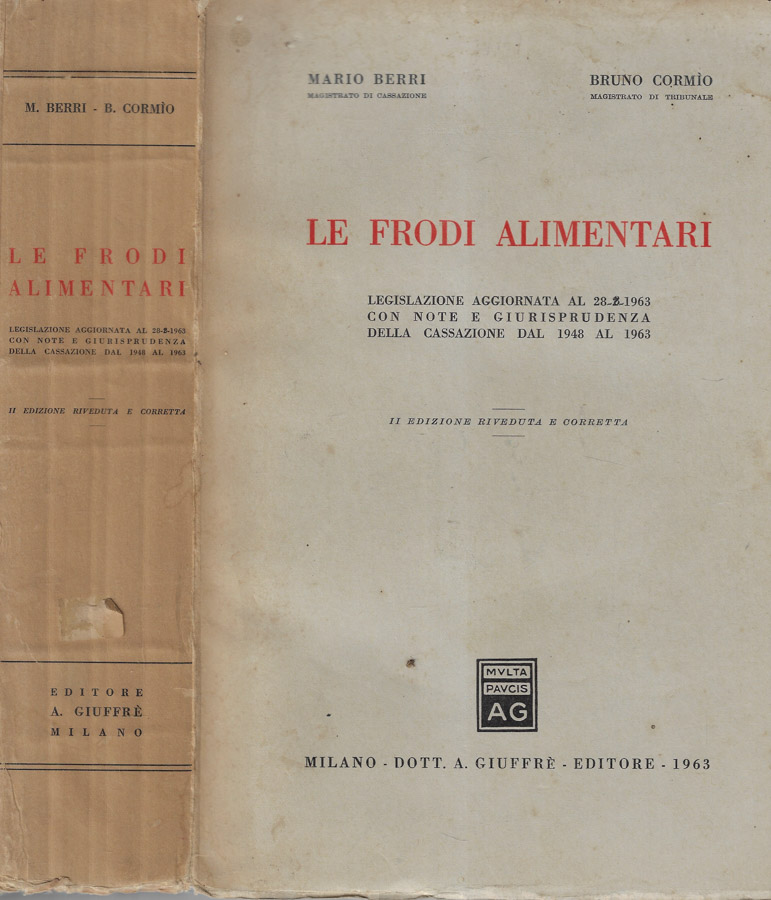 M. BERRI - B. CORMÌO
LE FRODI
ALIMENTARI
LEGISLAZIONE AGGIORNATA AL 28-2-1963
CON NOTE E GIURISPRUDENZA
DELLA CASSAZIONE DAL 1948 AL 1963
II EDIZIONE RIVEDUTA E CORRETTA
EDITORE
A. GIUFFRÈ
MILANO
MARIO BERRI
MAGISTRATO DI CASSAZIONE
BRUNO CORMÌO
MAGISTRATO DI TRIBUNALE
LE FRODI ALIMENTARI
LEGISLAZIONE AGGIORNATA AL 28-2-1963
CON NOTE E GIURISPRUDENZA
DELLA CASSAZIONE DAL 1948 AL 1963
II EDIZIONE RIVEDUTA E CORRETTA
MVLTA
PAVCIS
AG
MILANO - DOTT. A. GIUFFRÈ - EDITORE - 1963